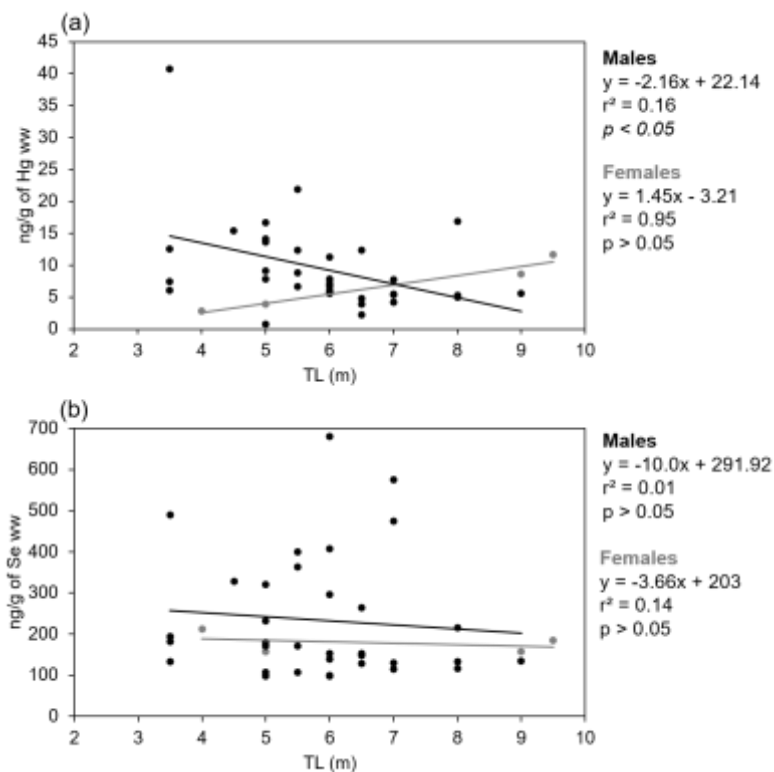 (a)
ng/g of Hg ww
45
40
35
30
25
20
15
10
5
0
2 3 4 5 6 7 8 9 10
TL (m)
Males
y = -2.16x + 22.14
r² = 0.16
p < 0.05
Females
y = 1.45x - 3.21
r² = 0.95
p > 0.05
(b)
ng/g of Se ww
700
600
500
400
300
200
100
0
2 3 4 5 6 7 8 9 10
TL (m)
Males
y = -10.0x + 291.92
r² = 0.01
p > 0.05
Females
y = -3.66x + 203
r² = 0.14
p > 0.05